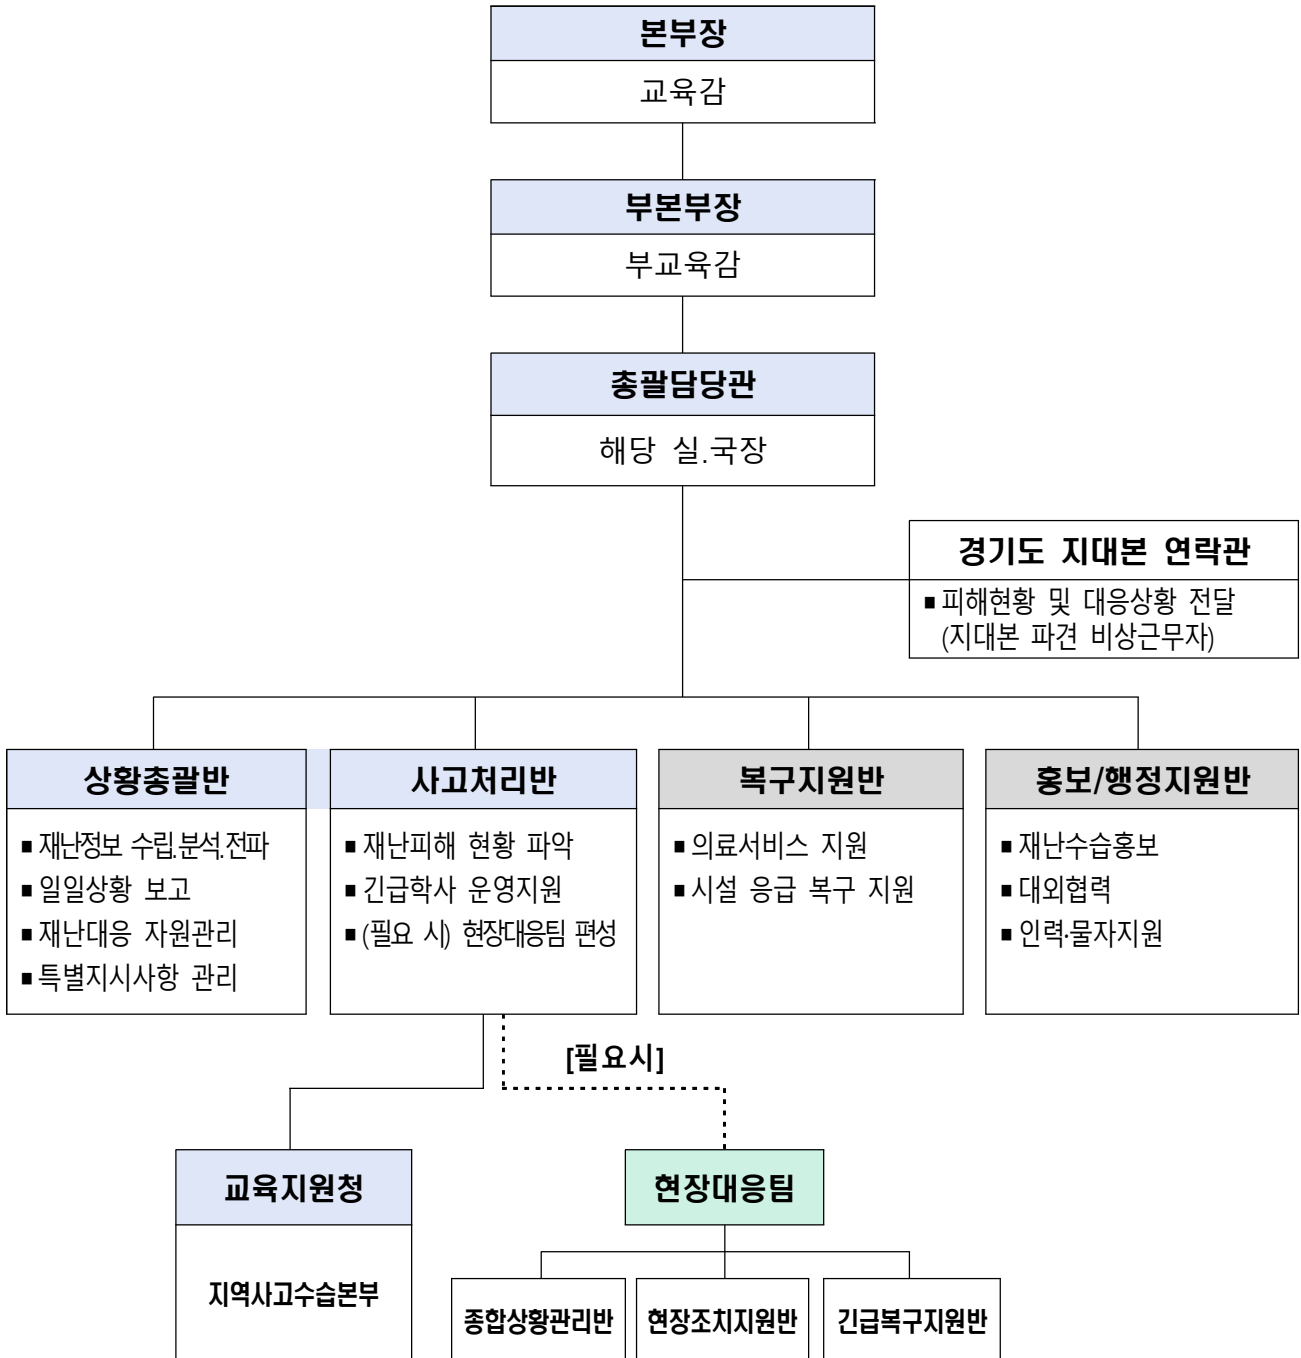 본부장
교육감
부본부장
부교육감
총괄담당관
해당 실.국장
경기도 지대본 연락관
▪피해현황 및 대응상황 전달
(지대본 파견 비상근무자)
상황총괄반
▪재난정보 수립.분석.전파
▪일일상황 보고
▪재난대응 자원관리
▪특별지시사항 관리
사고처리반
▪재난피해 현황 파악
▪긴급학사 운영지원
▪(필요 시) 현장대응팀 편성
복구지원반
▪의료서비스 지원
▪시설 응급 복구 지원
홍보/행정지원반
▪재난수습홍보
▪대외협력
▪인력·물자지원
[필요시]
교육지원청
지역사고수습본부
현장대응팀
종합상황관리반
현장조치지원반
긴급복구지원반